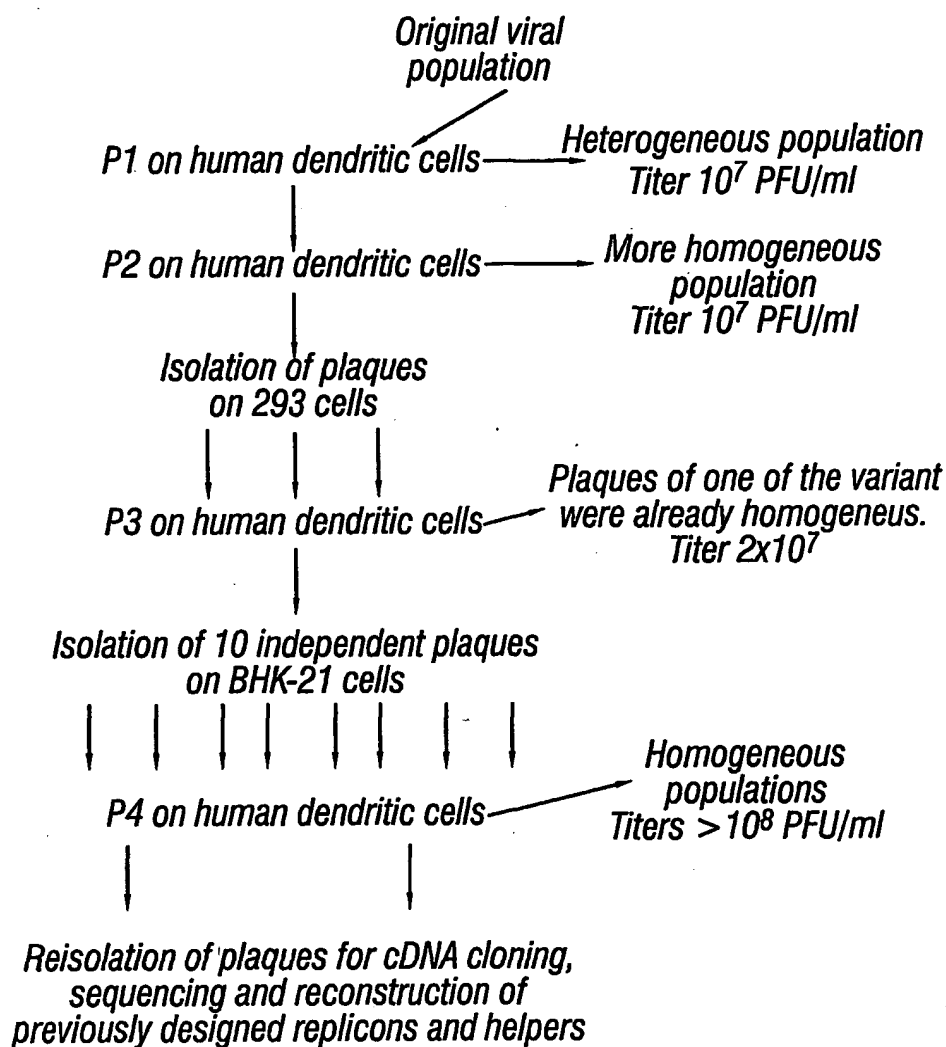 Original viral
population
P1 on human dendritic cells
Heterogeneous population
Titer 10⁷ PFU/ml
P2 on human dendritic cells
More homogeneous
population
Titer 10⁷ PFU/ml
Isolation of plaques
on 293 cells
P3 on human dendritic cells
Plaques of one of the variant
were already homogeneus.
Titer 2x10⁷
Isolation of 10 independent plaques
on BHK-21 cells
P4 on human dendritic cells
Homogeneous
populations
Titers >10⁸ PFU/ml
Reisolation of plaques for cDNA cloning,
sequencing and reconstruction of
previously designed replicons and helpers